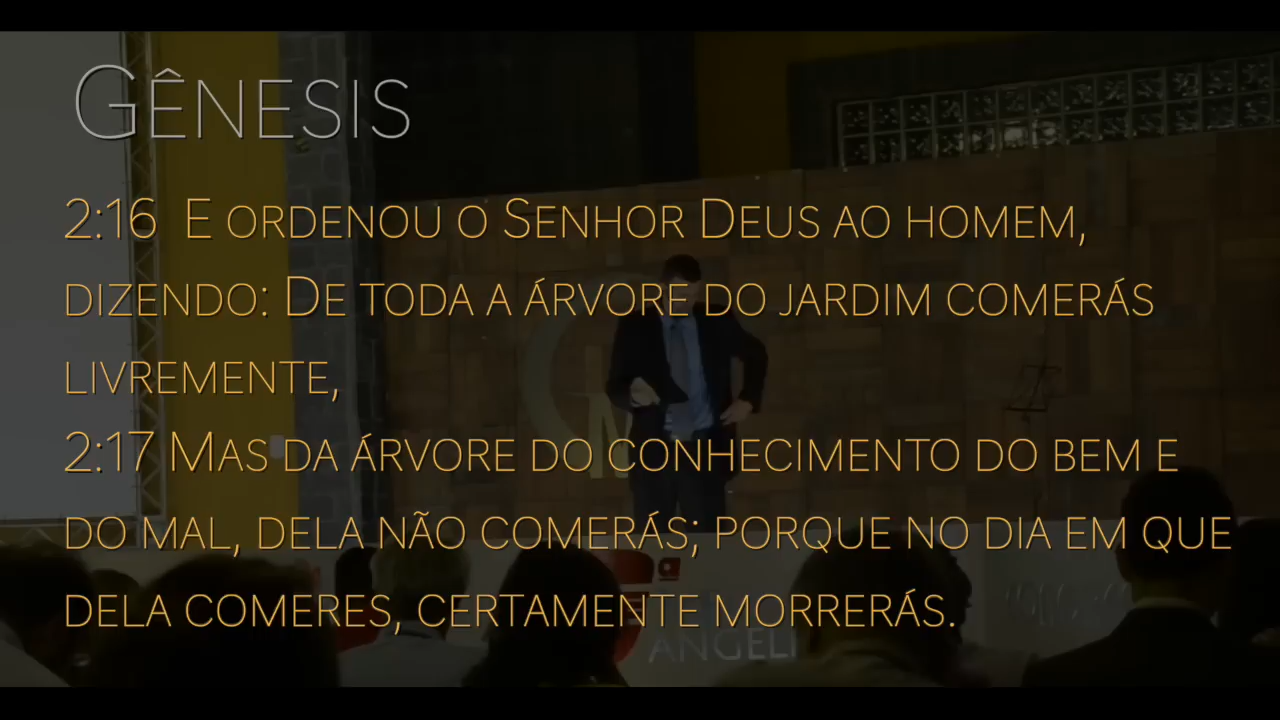 GÊNESIS
2:16 E ORDENOU O SENHOR DEUS AO HOMEM,
DIZENDO: DE TODA A ÁRVORE DO JARDIM COMERÁS
LIVREMENTE,
2:17 MAS DA ÁRVORE DO CONHECIMENTO DO BEM E
DO MAL, DELA NÃO COMERÁS; PORQUE NO DIA EM QUE
DELA COMERES, CERTAMENTE MORRERÁS.